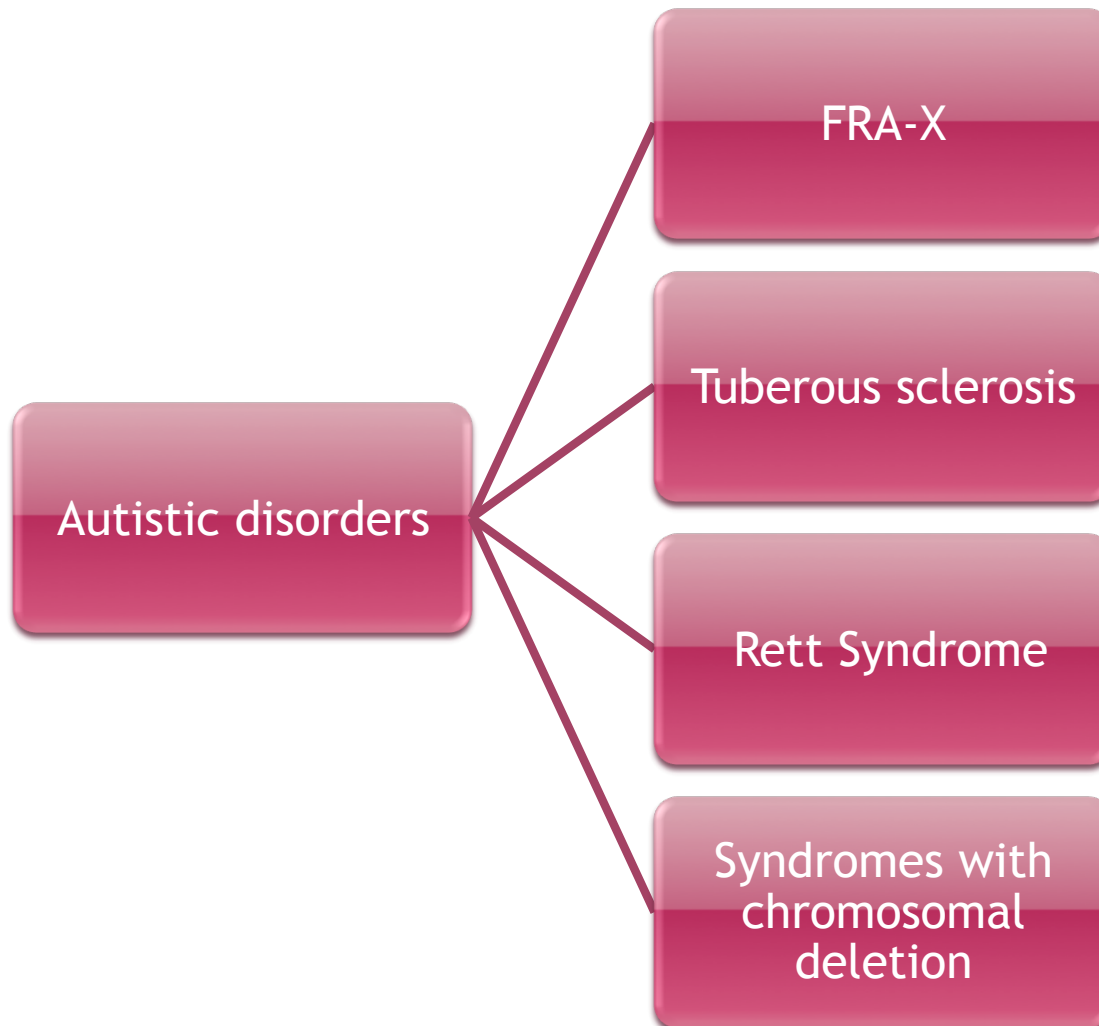 FRA-X
Tuberous sclerosis
Autistic disorders
Rett Syndrome
Syndromes with
chromosomal
deletion